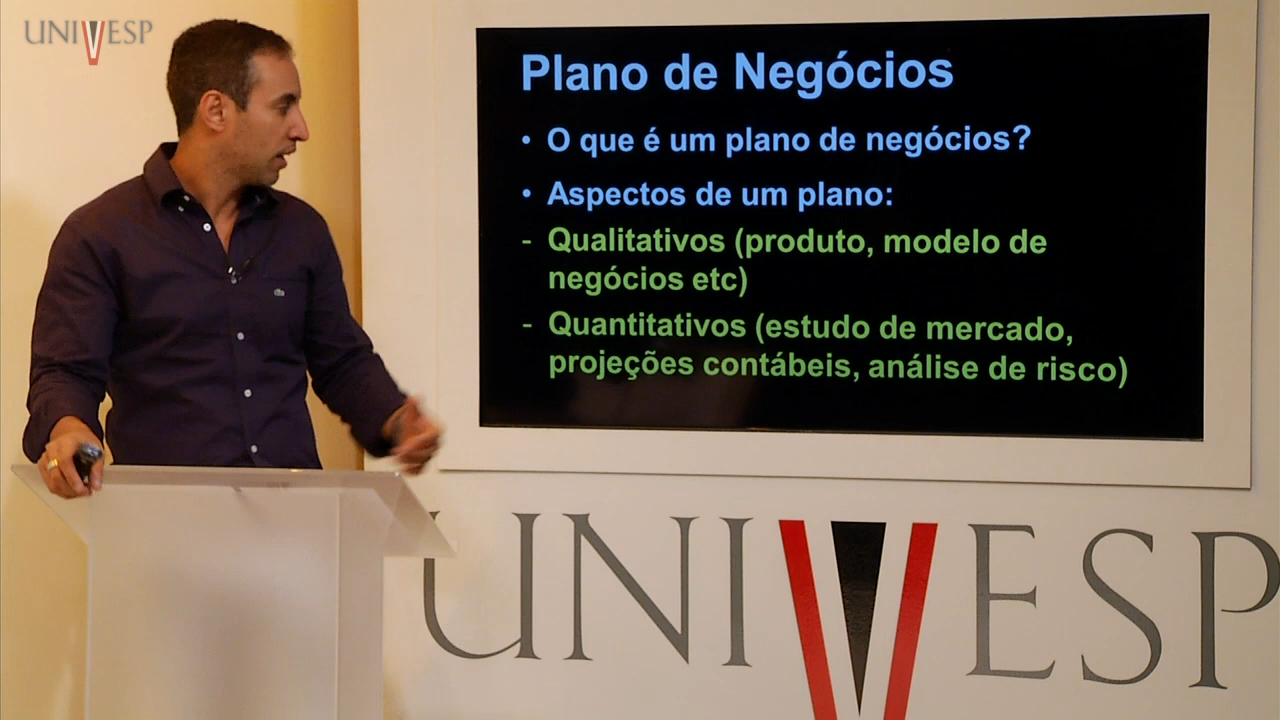 UNIVESP
Plano de Negócios
• O que é um plano de negócios?
• Aspectos de um plano:
- Qualitativos (produto, modelo de
negócios etc)
- Quantitativos (estudo de mercado,
projeções contábeis, análise de risco)
UNIVESP